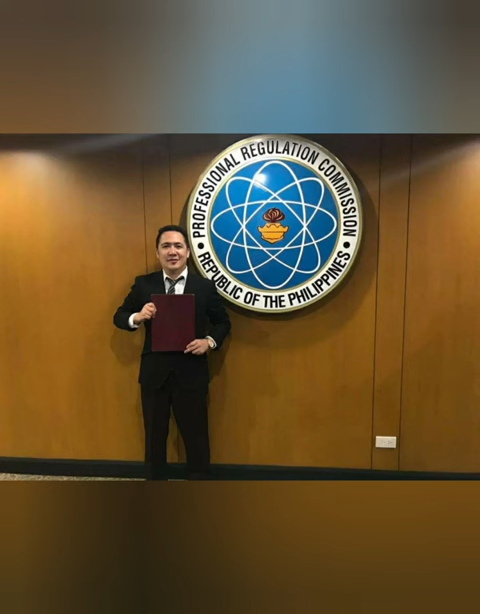 PROFESSIONAL REGULATION COMMISSION
REPUBLIC OF THE PHILIPPINES